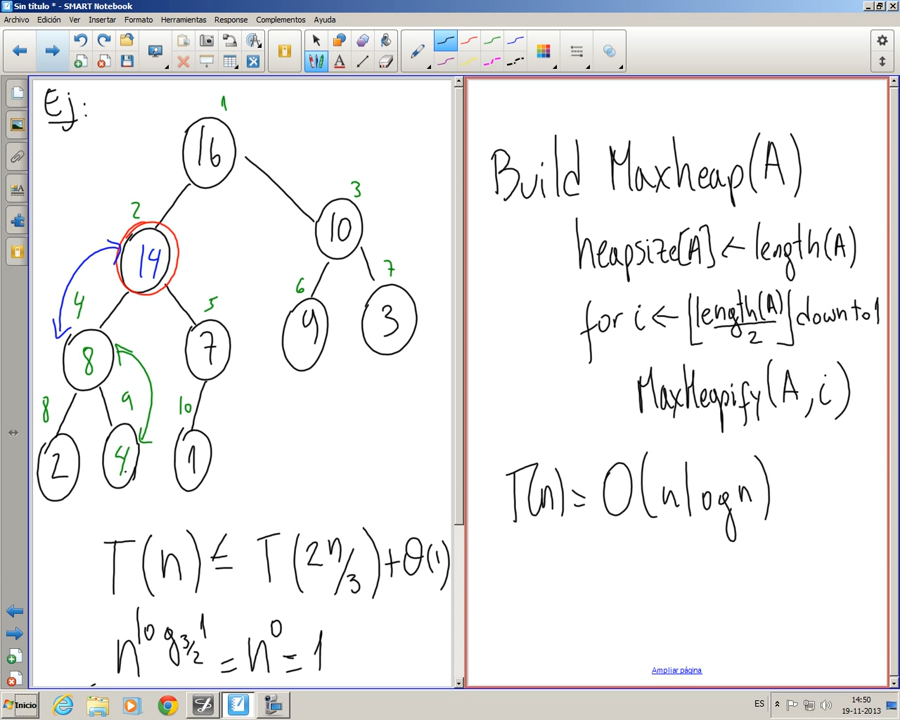 Sin título * - SMART Notebook
Archivo Edición Ver Insertar Formato Herramientas Response Complementos Ayuda
Ej:
1
16
2
3
14
10
4
5
6
7
8
7
9
3
8
9
10
2
4
1
T(n) ≤ T(2n/3) + Θ(1)
n^log_{3/2} 1 = n^0 = 1
Build Maxheap(A)
heapsize[A] ← length(A)
for i ← ⌊length(A)/2⌋ down to 1
MaxHeapify(A, i)
T(n) = O(n log n)
Ampliar página
Inicio
ES
14:50
19-11-2013